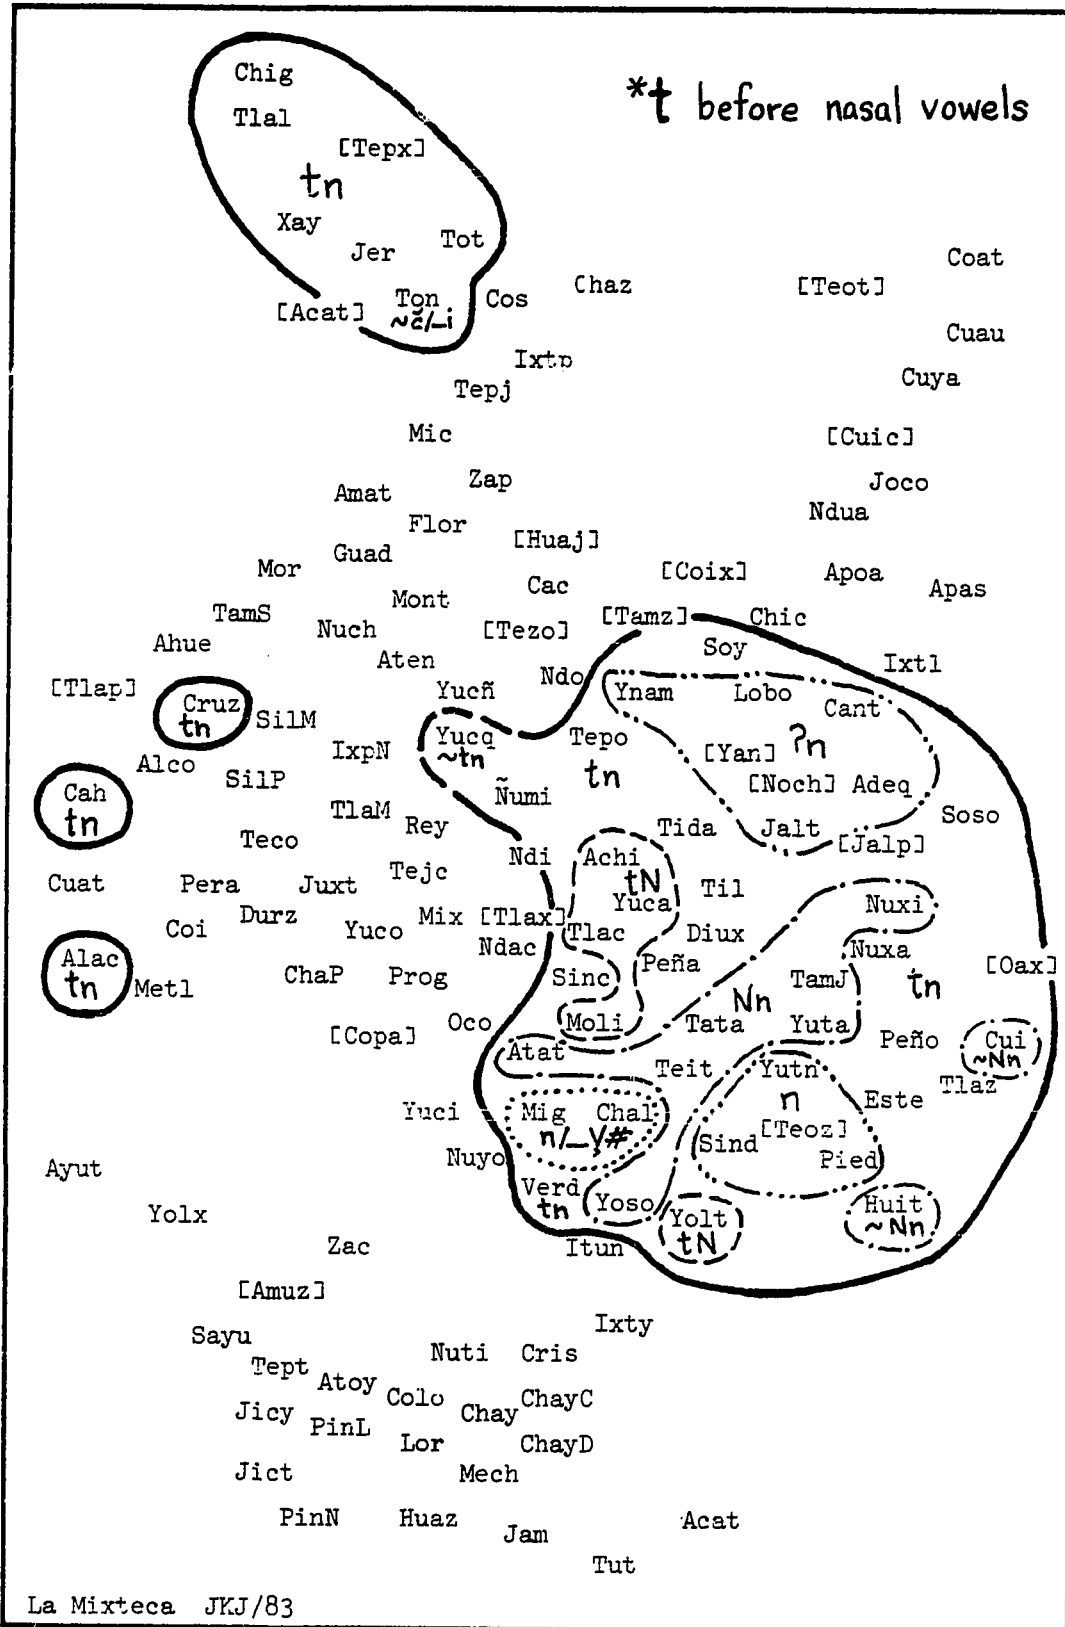 Chig
*t before nasal vowels
Tlal
[Tepx]
tn
Xay
Jer
Tot
Coat
[Acat]
Ton
~č/_i
Cos
Chaz
[Teot]
Cuau
Ixtp
Cuya
Tepj
Mic
[Cuic]
Zap
Joco
Amat
Ndua
Flor
[Huaj]
Guad
Mor
[Coix]
Apoa
Cac
Apas
Mont
TamS
[Tamz]
Chic
Nuch
[Tezo]
Ahue
Soy
Aten
Ixtl
Ndo
[Tlap]
Yucñ
Ynam
Lobo
Cruz
tn
SilM
Cant
Yucq
~tn
Tepo
tn
IxpN
[Yan]
ʔn
Alco
SilP
[Noch]
Adeq
Cah
tn
Ñumi
TlaM
Soso
Rey
Tida
Jalt
Teco
[Jalp]
Ndi
Achi
tN
Tejc
Cuat
Pera
Juxt
Til
Yuca
Nuxi
Durz
Mix
[Tlax]
Coi
Yuco
Tlac
Diux
Ndac
Nuxa
Alac
tn
Peña
[Oax]
ChaP
Prog
Sinc
TamJ
tn
Metl
Nn
Oco
Moli
Tata
Yuta
[Copa]
Peño
Cui
~Nn
Atat
Teit
Yutn
Tlaz
n
Este
Yuci
Mig
Chal
n/_y#
[Teoz]
Sind
Nuyo
Pied
Ayut
Verd
tn
Yoso
Huit
~Nn
Yolx
Yolt
tN
Zac
Itun
[Amuz]
Ixty
Sayu
Nuti
Cris
Tept
Atoy
Colo
ChayC
Jicy
Chay
PinL
Lor
ChayD
Jict
Mech
PinN
Huaz
Acat
Jam
Tut
La Mixteca JKJ/83